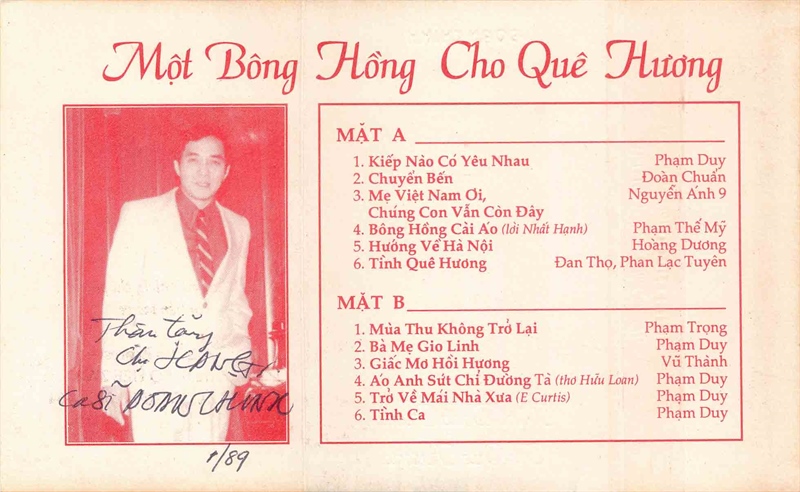 Một Bông Hồng Cho Quê Hương
MẶT A
1. Kiếp Nào Có Yêu Nhau Phạm Duy
2. Chuyển Bến Đoàn Chuẩn
3. Mẹ Việt Nam Ơi, Nguyễn Ánh 9
Chúng Con Vẫn Còn Đây
4. Bông Hồng Cài Áo (lời Nhất Hạnh) Phạm Thế Mỹ
5. Hướng Về Hà Nội Hoàng Dương
6. Tình Quê Hương Đan Thọ, Phan Lạc Tuyên
MẶT B
1. Mùa Thu Không Trở Lại Phạm Trọng
2. Bà Mẹ Gio Linh Phạm Duy
3. Giấc Mơ Hồi Hương Vũ Thành
4. Áo Anh Sứt Chỉ Đường Tà (thơ Hữu Loan) Phạm Duy
5. Trở Về Mái Nhà Xưa (E Curtis) Phạm Duy
6. Tình Ca Phạm Duy
Thân tặng
Chị
Ca sĩ
1/89